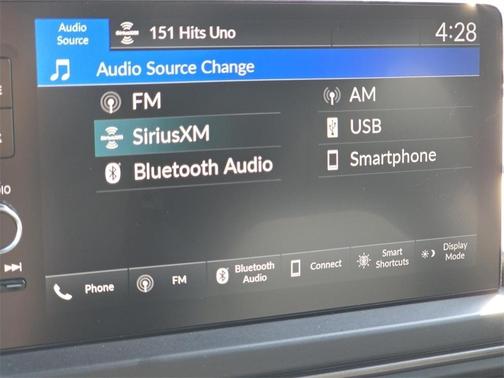 Audio
Source
151 Hits Uno
4:28
Audio Source Change
FM
AM
SiriusXM
USB
Bluetooth Audio
Smartphone
Phone
FM
Bluetooth
Audio
Connect
Smart
Shortcuts
Display
Mode